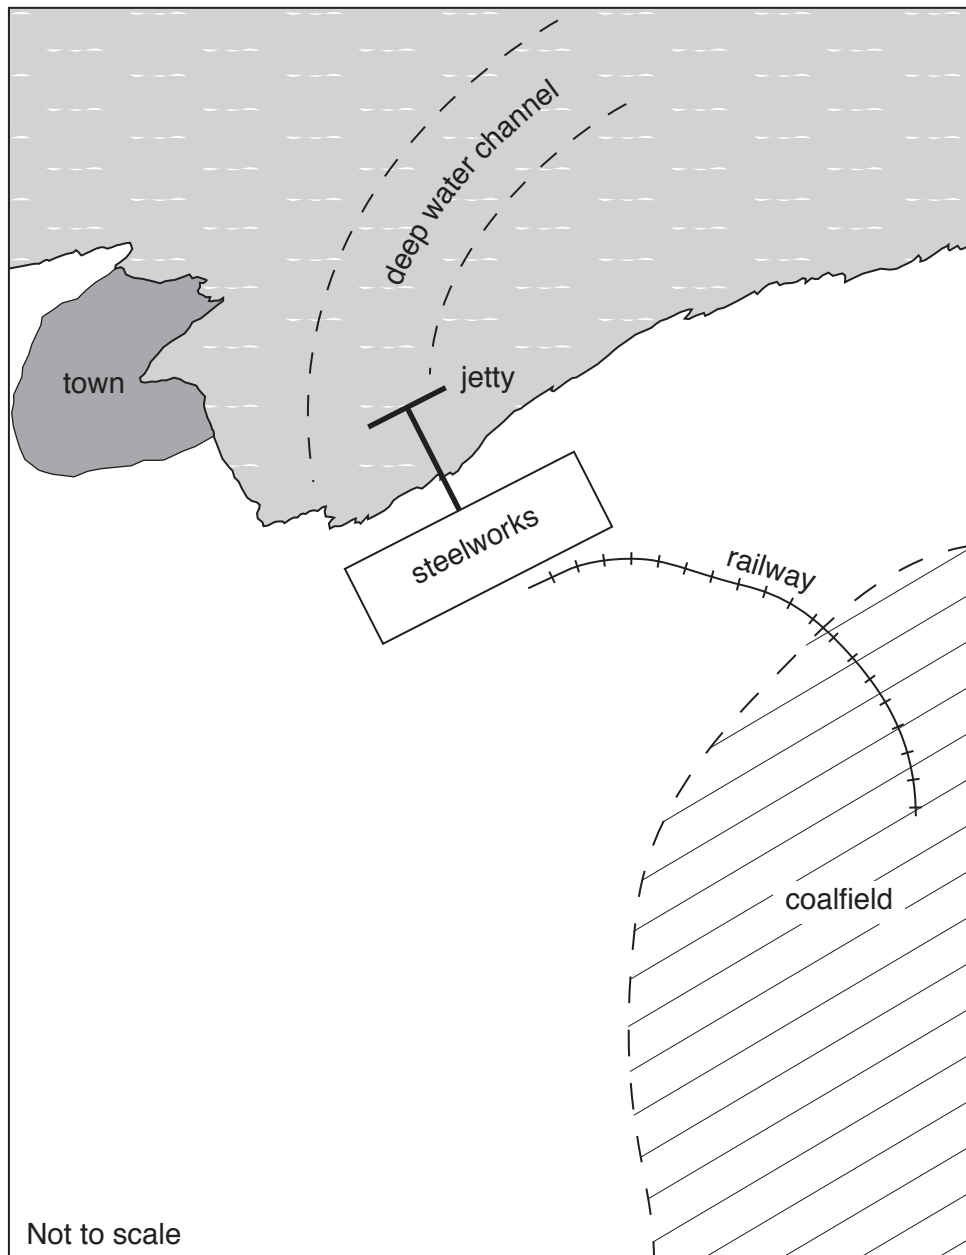 deep water channel
town
jetty
steelworks
railway
coalfield
Not to scale